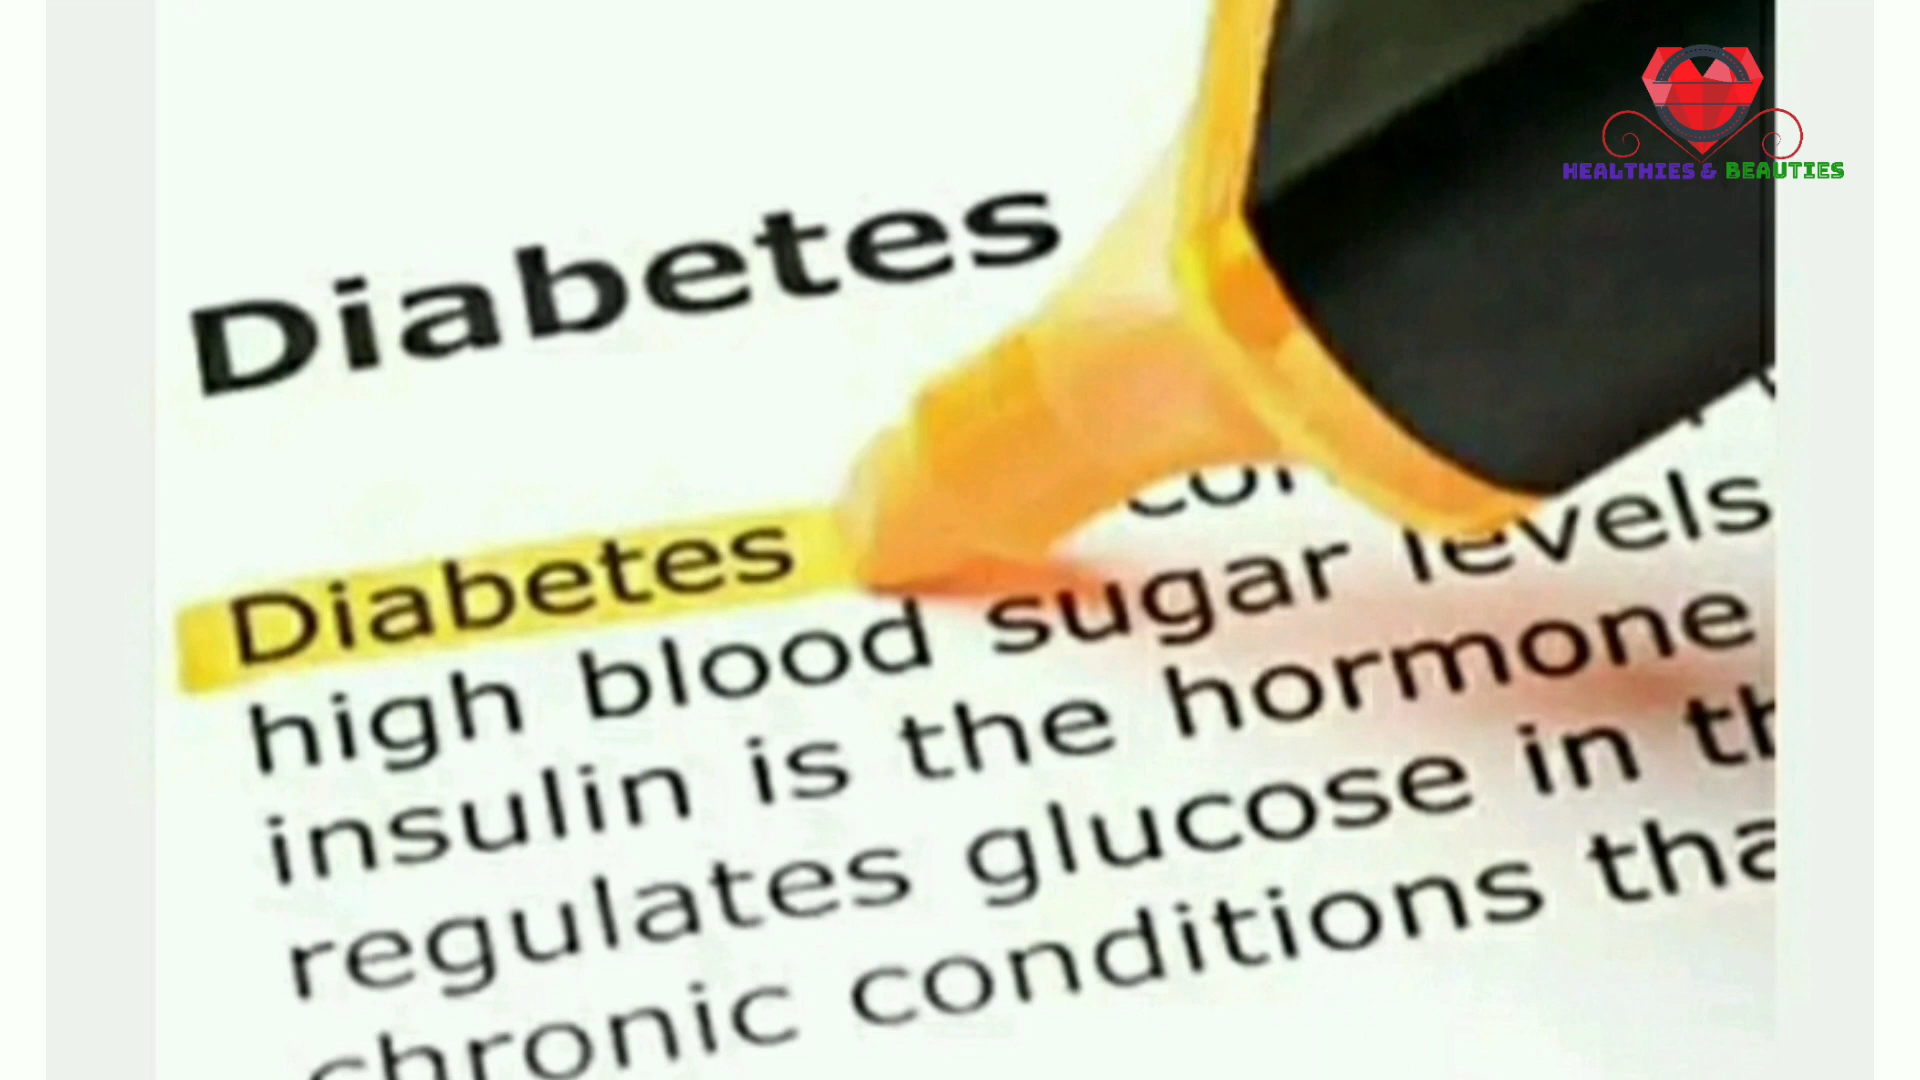 HEALTHIES & BEAUTIES
Diabetes
Diabetes
high blood sugar levels
insulin is the hormone
regulates glucose in
chronic conditions